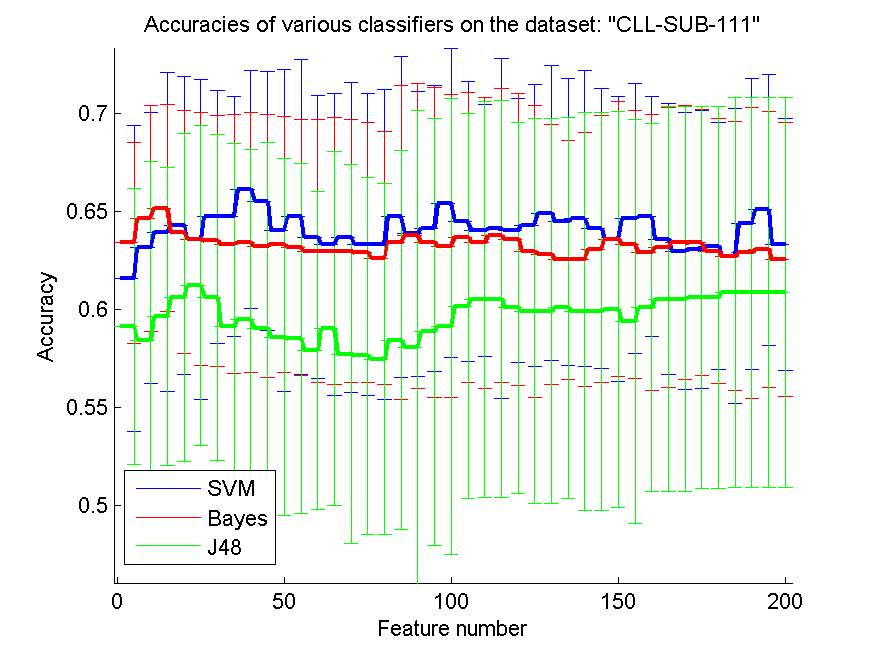 Accuracies of various classifiers on the dataset: "CLL-SUB-111"
0.7
0.65
0.6
0.55
0.5
Accuracy
SVM
Bayes
J48
0 50 100 150 200
Feature number